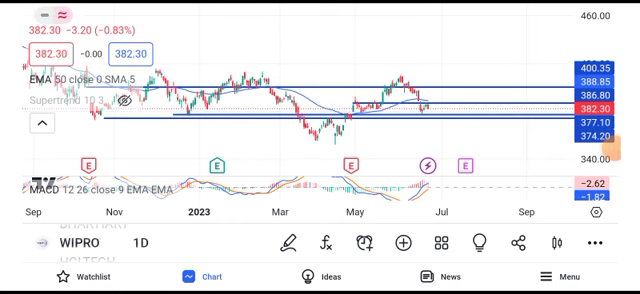 460.00
382.30 −3.20 (−0.83%)
382.30 −0.00 382.30
400.35
EMA 50 close 0 SMA 5
388.85
386.80
Supertrend 10 3
382.30
377.10
374.20
E E E E
340.00
−2.62
MACD 12 26 close 9 EMA EMA
−1.82
Sep Nov 2023 Mar May Jul Sep
WIPRO 1D
HCLTECH
Watchlist Chart Ideas News Menu